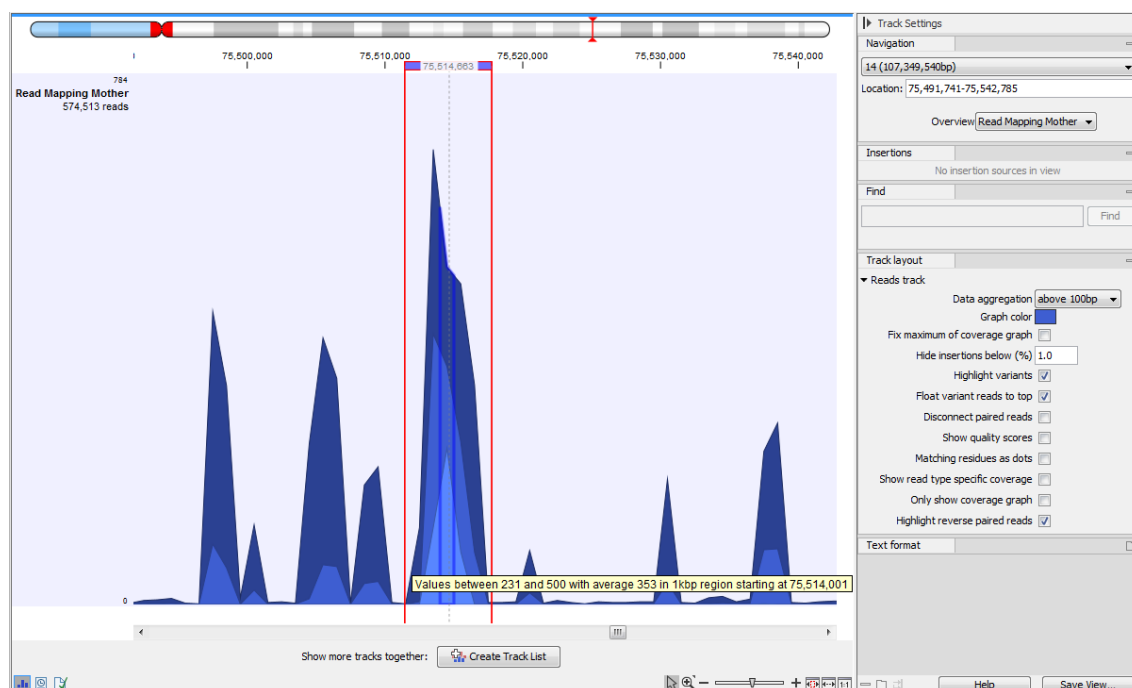 Track Settings
Navigation
14 (107,349,540bp)
Location: 75,491,741-75,542,785
Overview Read Mapping Mother
Insertions
No insertion sources in view
Find
Find
Track layout
Reads track
Data aggregation above 100bp
Graph color
Fix maximum of coverage graph
Hide insertions below (%) 1.0
Highlight variants
Float variant reads to top
Disconnect paired reads
Show quality scores
Matching residues as dots
Show read type specific coverage
Only show coverage graph
Highlight reverse paired reads
Text format
Help Save View...
75,500,000 75,510,000 75,520,000 75,530,000 75,540,000
75,514,663
784
Read Mapping Mother
574,513 reads
Values between 231 and 500 with average 353 in 1kbp region starting at 75,514,001
0
Show more tracks together: Create Track List
1:1